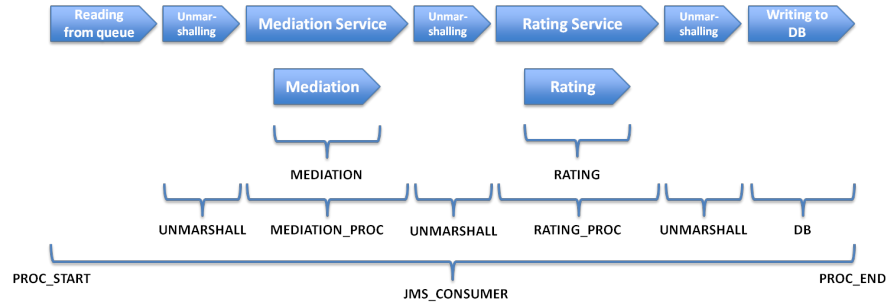 Reading
from queue
Unmar-
shalling
Mediation Service
Unmar-
shalling
Rating Service
Unmar-
shalling
Writing to
DB
Mediation
Rating
MEDIATION
RATING
UNMARSHALL
MEDIATION_PROC
UNMARSHALL
RATING_PROC
UNMARSHALL
DB
PROC_START
PROC_END
JMS_CONSUMER